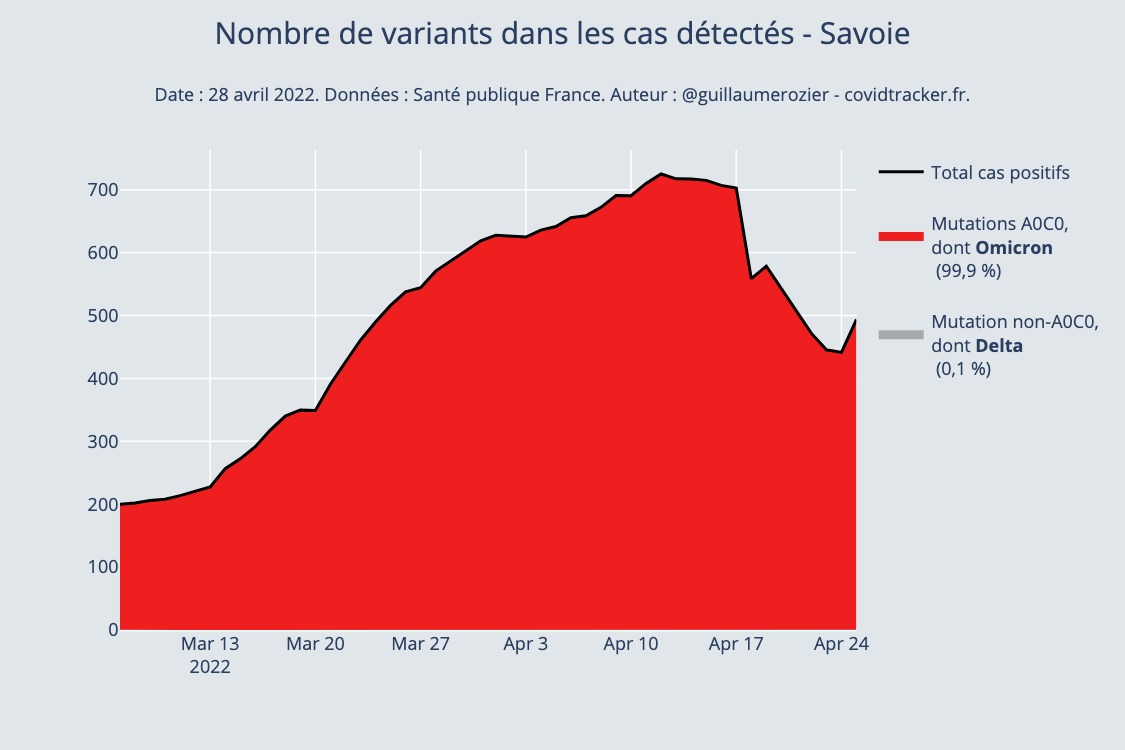 Nombre de variants dans les cas détectés - Savoie
Date : 28 avril 2022. Données : Santé publique France. Auteur : @guillaumerozier - covidtracker.fr.
Total cas positifs
Mutations A0C0,
dont Omicron
(99,9 %)
Mutation non-A0C0,
dont Delta
(0,1 %)
700
600
500
400
300
200
100
0
Mar 13
2022
Mar 20
Mar 27
Apr 3
Apr 10
Apr 17
Apr 24